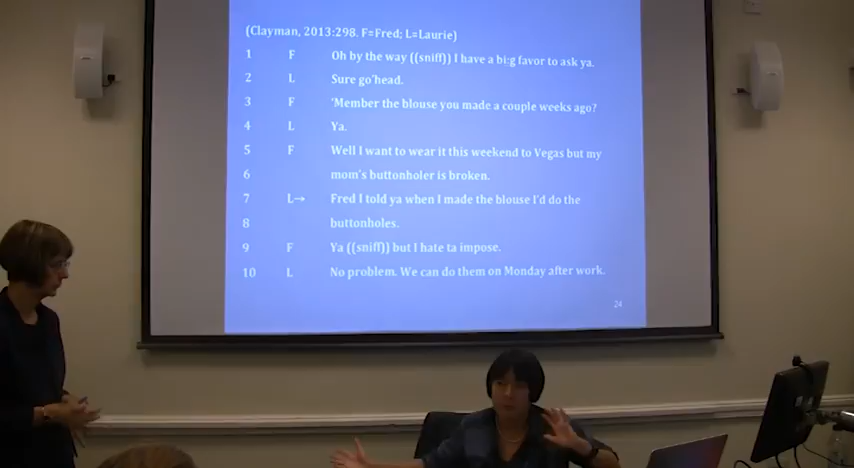 (Clayman, 2013:298. F=Fred; L=Laurie)
1 F Oh by the way ((sniff)) I have a bi:g favor to ask ya.
2 L Sure go'head.
3 F 'Member the blouse you made a couple weeks ago?
4 L Ya.
5 F Well I want to wear it this weekend to Vegas but my
6 mom's buttonholer is broken.
7 L→ Fred I told ya when I made the blouse I'd do the
8 buttonholes.
9 F Ya ((sniff)) but I hate ta impose.
10 L No problem. We can do them on Monday after work.
24